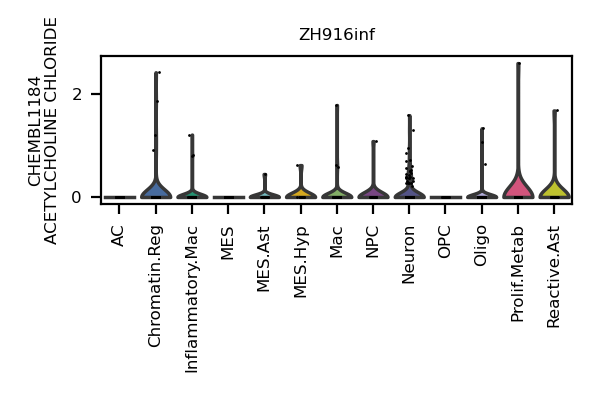 ZH916inf
CHEMBL1184
ACETYLCHOLINE CHLORIDE
2
0
AC
Chromatin.Reg
Inflammatory.Mac
MES
MES.Ast
MES.Hyp
Mac
NPC
Neuron
OPC
Oligo
Prolif.Metab
Reactive.Ast